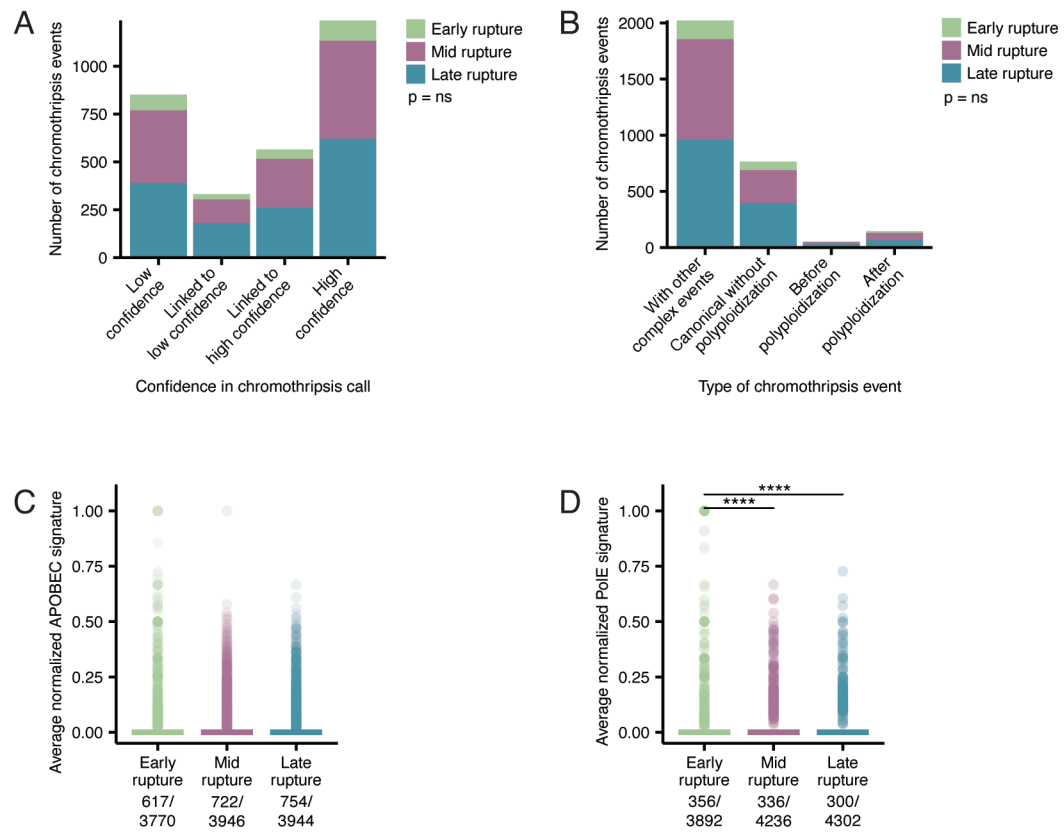 A
Number of chromothripsis events
1000
750
500
250
0
Early rupture
Mid rupture
Late rupture
p = ns
Low
confidence
Linked to
low confidence
Linked to
high confidence
High
confidence
Confidence in chromothripsis call
B
Number of chromothripsis events
2000
1500
1000
500
0
Early rupture
Mid rupture
Late rupture
p = ns
With other
complex events
Canonical without
polyploidization
Before
polyploidization
After
polyploidization
Type of chromothripsis event
C
Average normalized APOBEC signature
1.00
0.75
0.50
0.25
0.00
Early
rupture
617/
3770
Mid
rupture
722/
3946
Late
rupture
754/
3944
D
Average normalized PolE signature
1.00
0.75
0.50
0.25
0.00
****
****
Early
rupture
356/
3892
Mid
rupture
336/
4236
Late
rupture
300/
4302